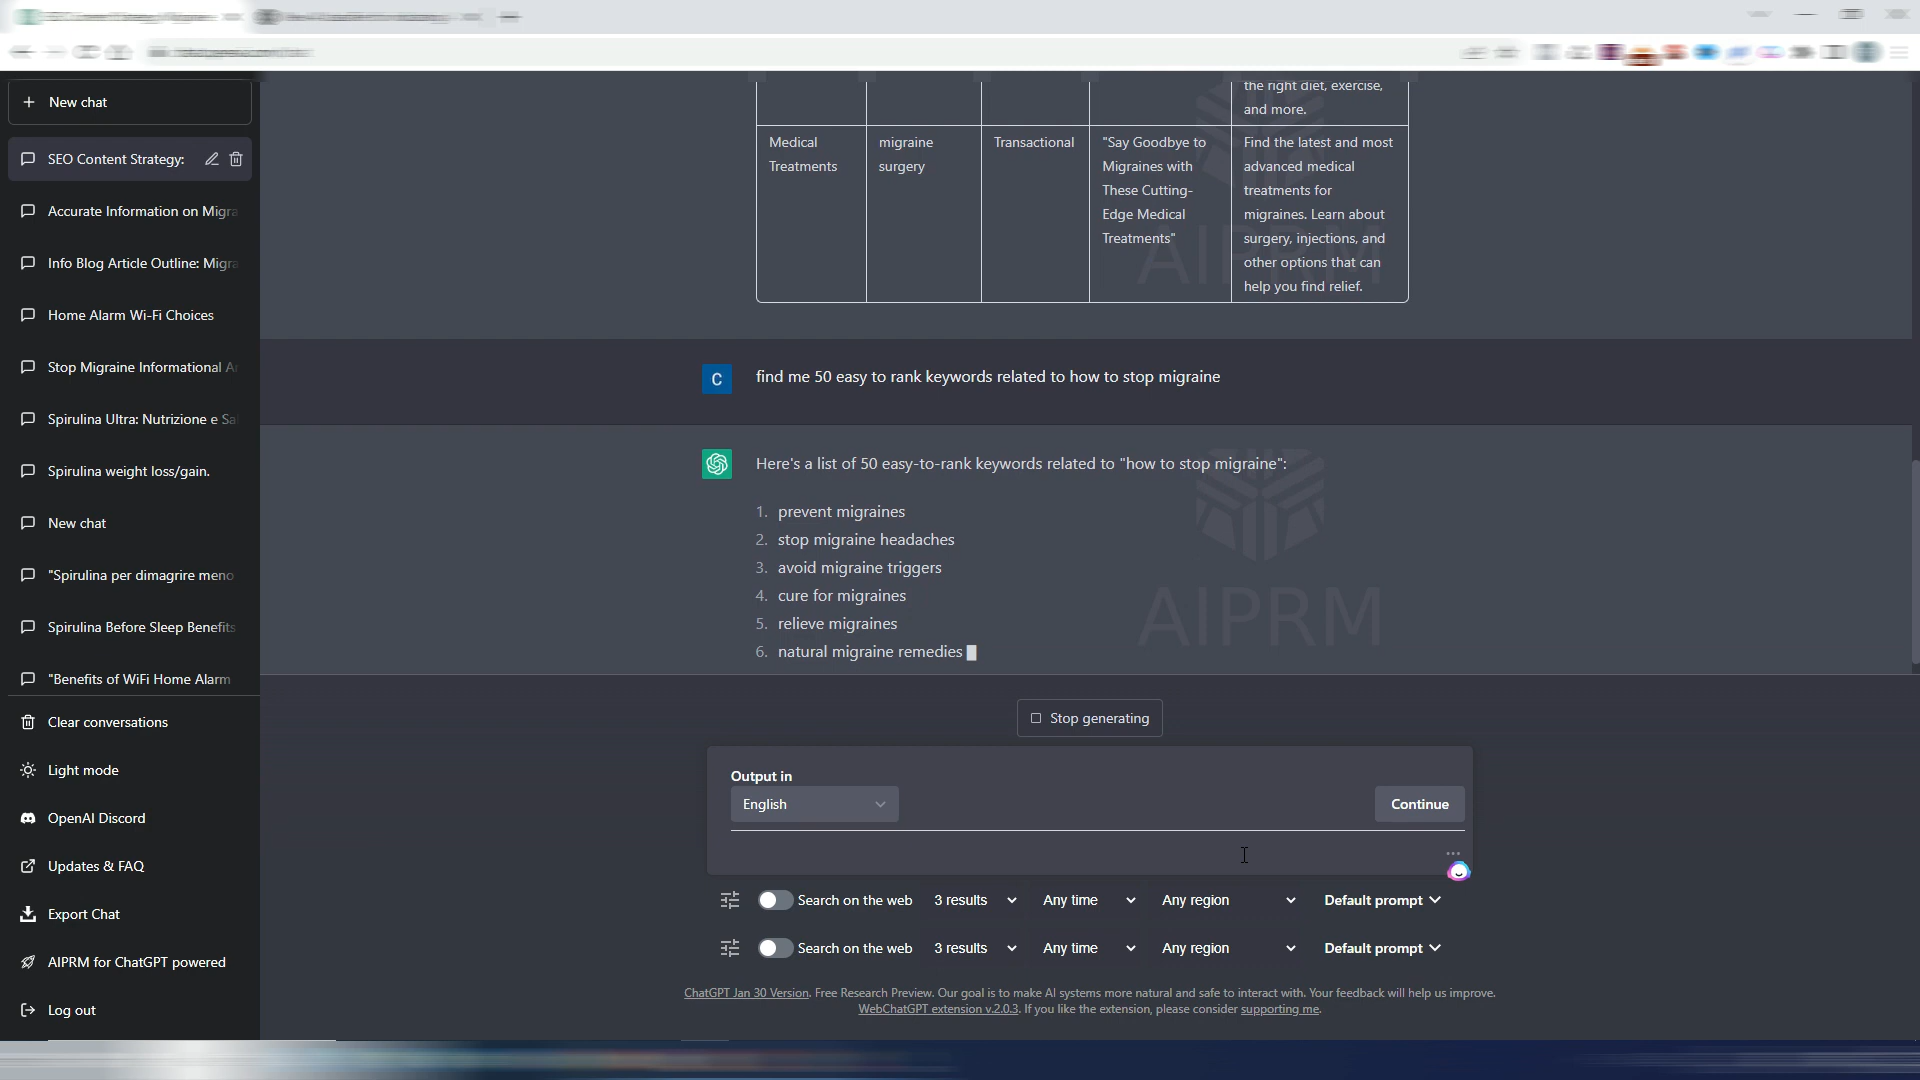 New chat
SEO Content Strategy:
Accurate Information on Migra
Info Blog Article Outline: Migra
Home Alarm Wi-Fi Choices
Stop Migraine Informational A
Spirulina Ultra: Nutrizione e Sa
Spirulina weight loss/gain.
New chat
"Spirulina per dimagrire meno
Spirulina Before Sleep Benefits
"Benefits of WiFi Home Alarm
Clear conversations
Light mode
OpenAI Discord
Updates & FAQ
Export Chat
AIPRM for ChatGPT powered
Log out
the right diet, exercise,
and more.
Medical
Treatments
migraine
surgery
Transactional
"Say Goodbye to
Migraines with
These Cutting-
Edge Medical
Treatments"
Find the latest and most
advanced medical
treatments for
migraines. Learn about
surgery, injections, and
other options that can
help you find relief.
AIPRM
C
find me 50 easy to rank keywords related to how to stop migraine
Here's a list of 50 easy-to-rank keywords related to "how to stop migraine":
1. prevent migraines
2. stop migraine headaches
3. avoid migraine triggers
4. cure for migraines
5. relieve migraines
6. natural migraine remedies
AIPRM
Stop generating
Output in
English
Continue
Search on the web 3 results Any time Any region Default prompt
Search on the web 3 results Any time Any region Default prompt
ChatGPT Jan 30 Version. Free Research Preview. Our goal is to make AI systems more natural and safe to interact with. Your feedback will help us improve.
WebChatGPT extension v.2.0.3. If you like the extension, please consider supporting me.